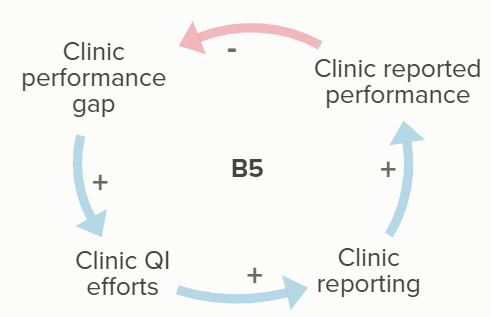 Clinic
performance
gap
-
Clinic reported
performance
+
B5
+
Clinic QI
efforts
+
Clinic
reporting